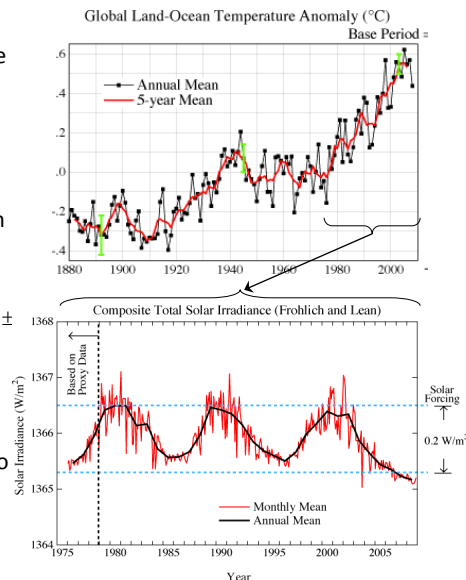 Global Land-Ocean Temperature Anomaly (°C)
Base Period =
e
.6
Annual Mean
5-year Mean
.4
.2
.0
-.2
-.4
1880 1900 1920 1945 1960 1980 2000
±
Composite Total Solar Irradiance (Frohlich and Lean)
1368
1367
1366
1365
1364
Solar Irradiance (W/m²)
Based on
Proxy Data
Solar
Forcing
0.2 W/m²
o
Monthly Mean
Annual Mean
1975 1980 1985 1990 1995 2000 2005
Year